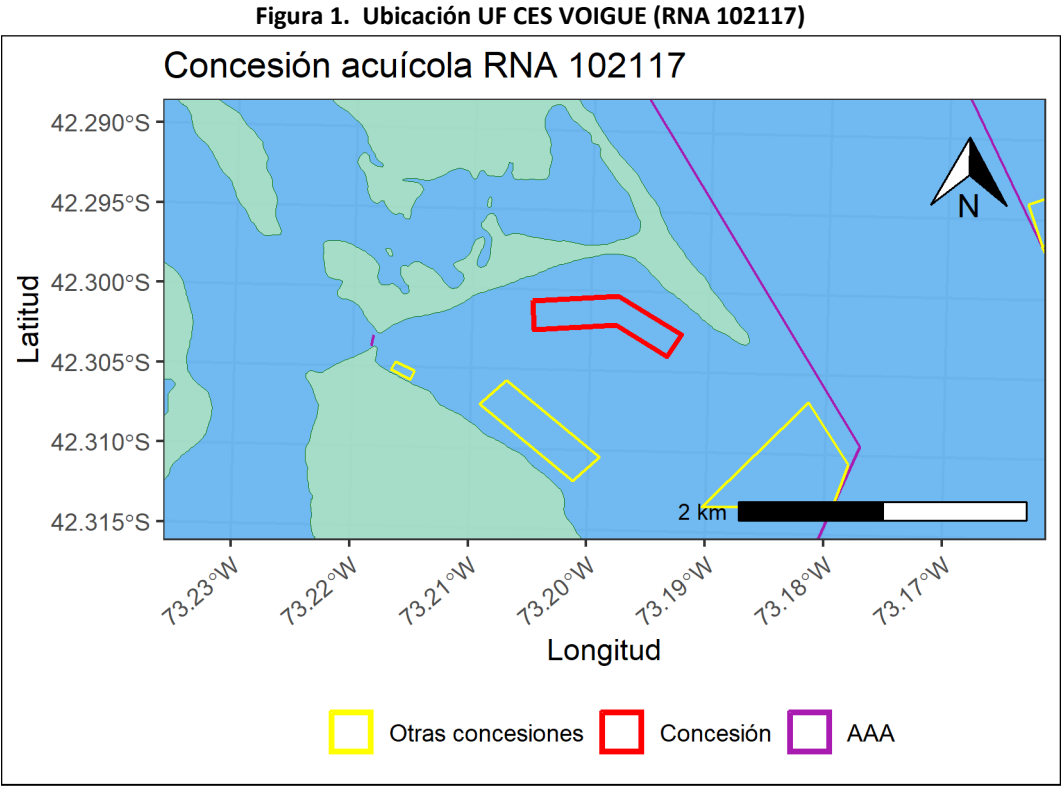 Figura 1. Ubicación UF CES VOIGUE (RNA 102117)
Concesión acuícola RNA 102117
42.290°S
42.295°S
42.300°S
42.305°S
42.310°S
42.315°S
Latitud
N
2 km
73.23°W
73.22°W
73.21°W
73.20°W
73.19°W
73.18°W
73.17°W
Longitud
Otras concesiones
Concesión
AAA